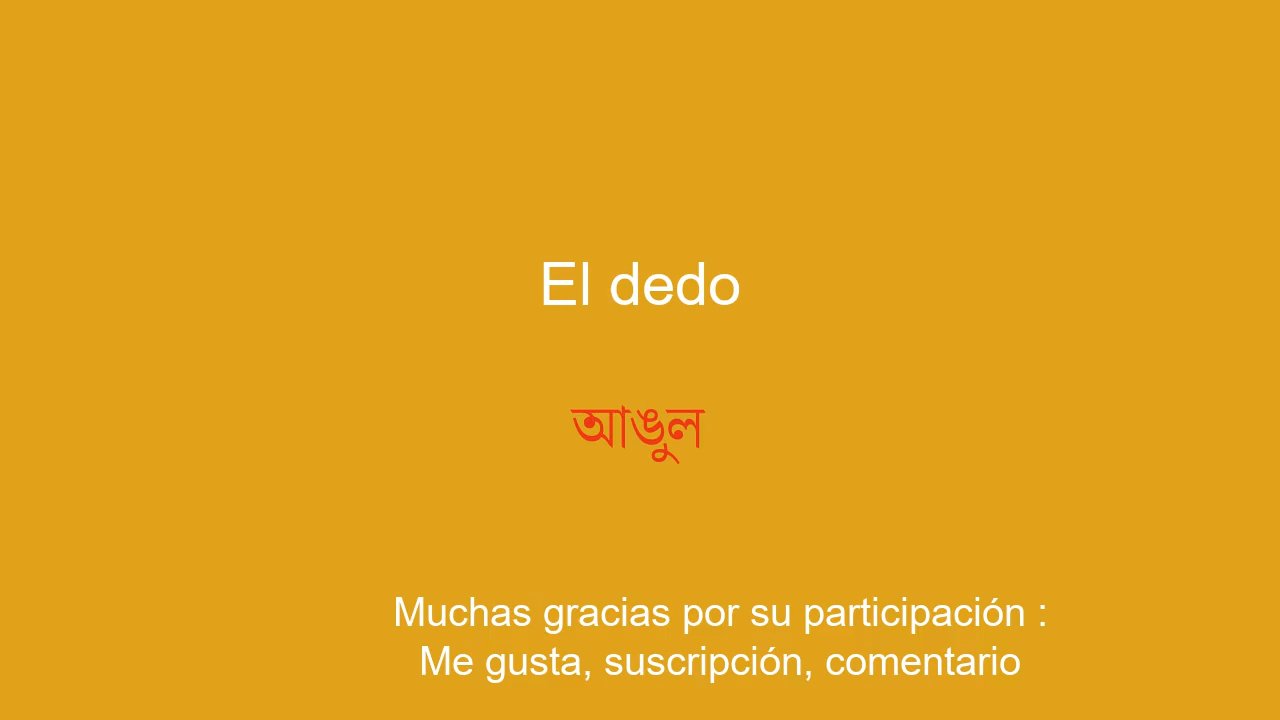 El dedo
আঙুল
Muchas gracias por su participación :
Me gusta, suscripción, comentario